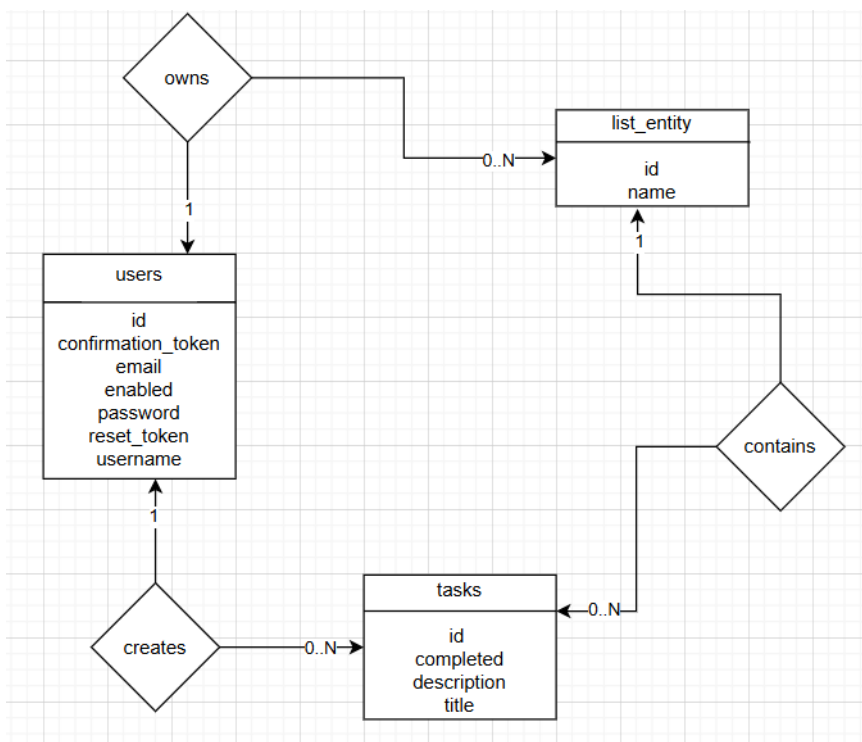 owns
0..N
list_entity
id
name
1
1
users
id
confirmation_token
email
enabled
password
reset_token
username
contains
1
tasks
id
completed
description
title
0..N
creates
0..N